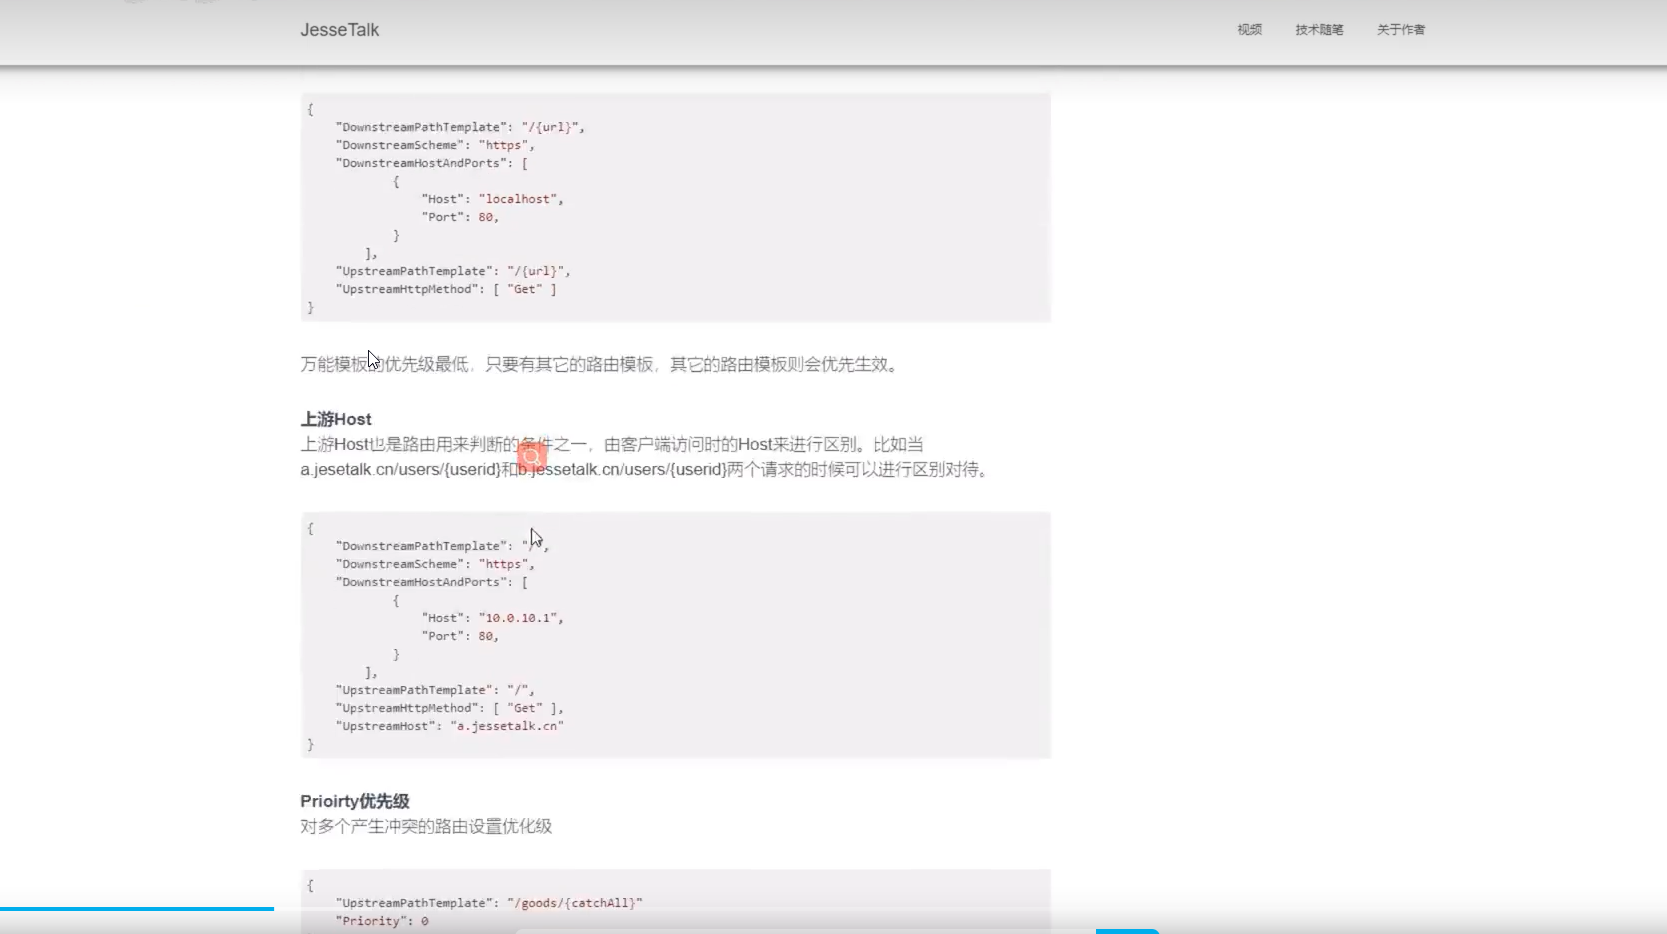 JesseTalk
视频 技术随笔 关于作者
{
"DownstreamPathTemplate": "/{url}",
"DownstreamScheme": "https",
"DownstreamHostAndPorts": [
{
"Host": "localhost",
"Port": 80,
}
],
"UpstreamPathTemplate": "/{url}",
"UpstreamHttpMethod": [ "Get" ]
}
万能模板的优先级最低，只要有其它的路由模板，其它的路由模板则会优先生效。
上游Host
上游Host也是路由用来判断的条件之一，由客户端访问时的Host来进行区别。比如当
a.jesetalk.cn/users/{userid}和b.jessetalk.cn/users/{userid}两个请求的时候可以进行区别对待。
{
"DownstreamPathTemplate": "/",
"DownstreamScheme": "https",
"DownstreamHostAndPorts": [
{
"Host": "10.0.10.1",
"Port": 80,
}
],
"UpstreamPathTemplate": "/",
"UpstreamHttpMethod": [ "Get" ],
"UpstreamHost": "a.jessetalk.cn"
}
Prioirty优先级
对多个产生冲突的路由设置优化级
{
"UpstreamPathTemplate": "/goods/{catchAll}"
"Priority": 0